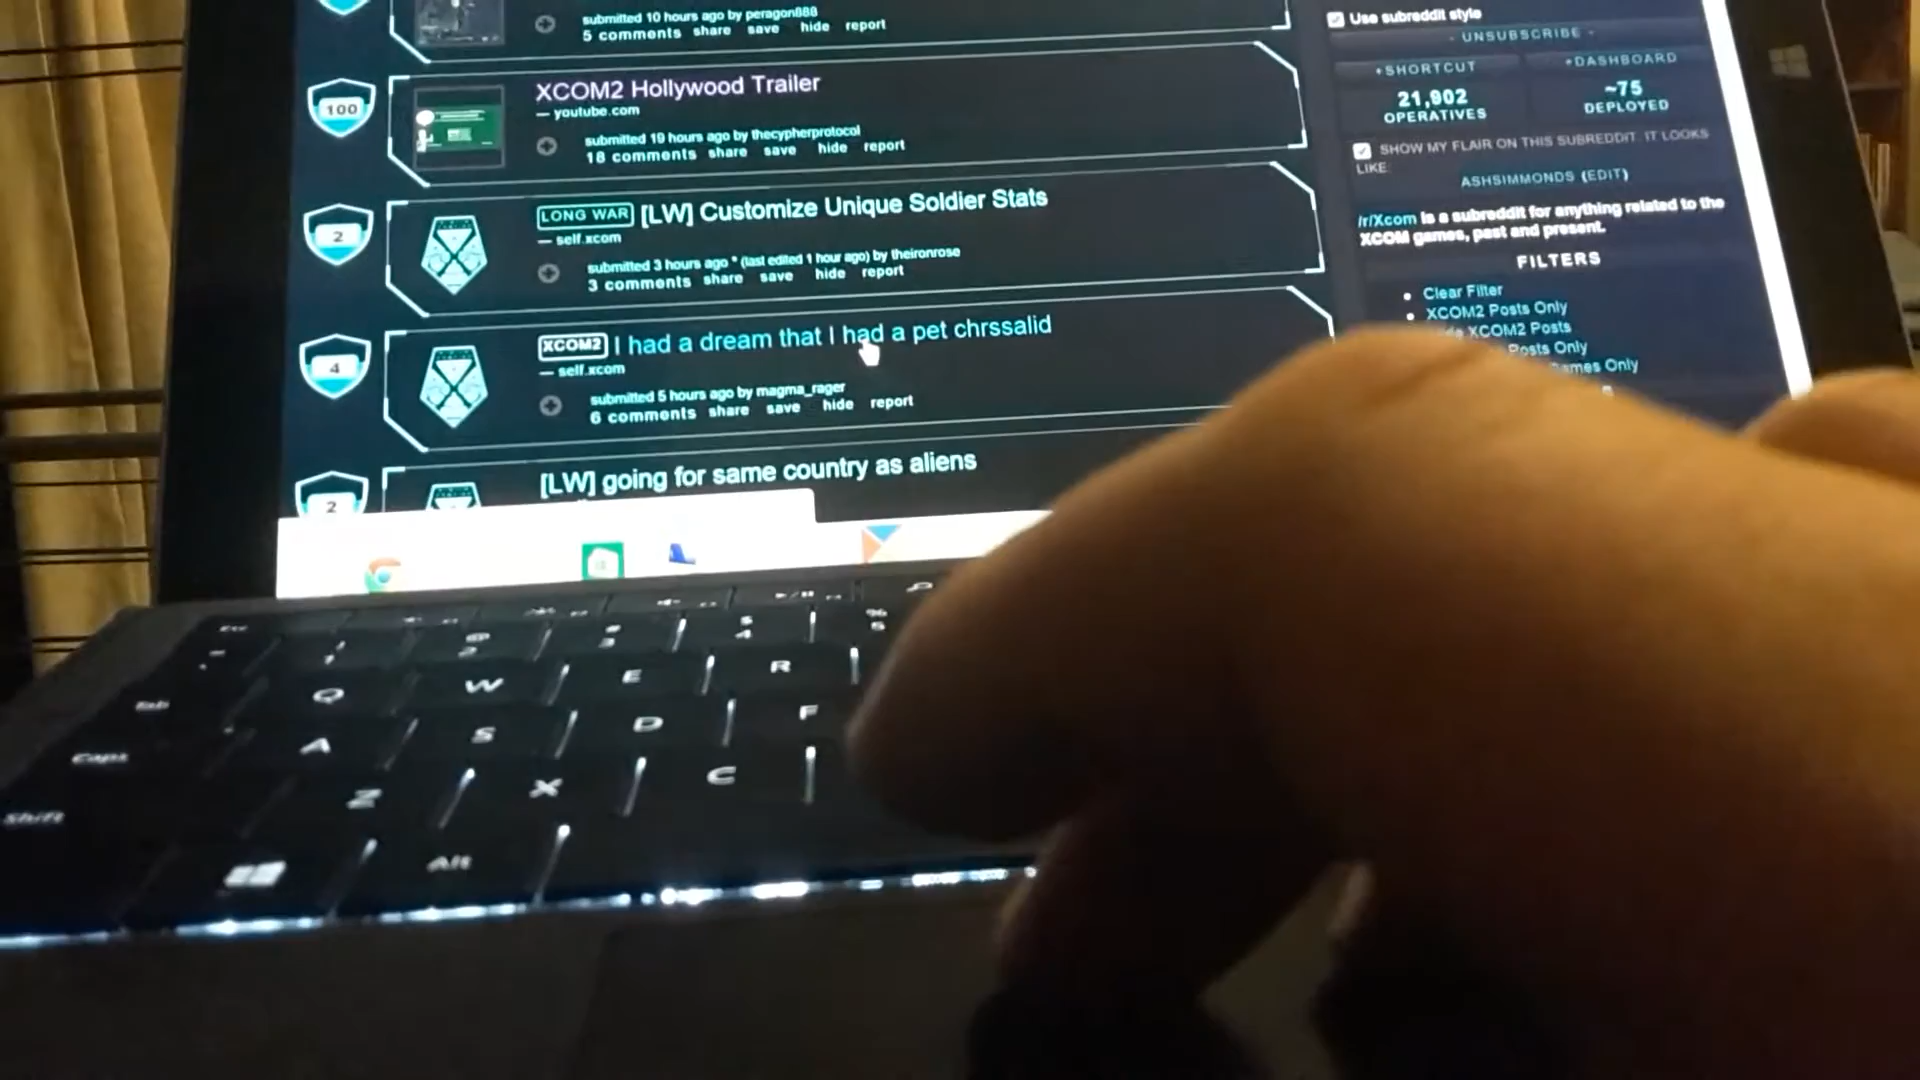 submitted 10 hours ago by peragon888
5 comments share save hide report
100
XCOM2 Hollywood Trailer
— youtube.com
submitted 19 hours ago by thecypherprotocol
18 comments share save hide report
2
LONG WAR [LW] Customize Unique Soldier Stats
— self.xcom
submitted 3 hours ago * (last edited 1 hour ago) by theironrose
3 comments share save hide report
4
XCOM2 I had a dream that I had a pet chrssalid
— self.xcom
submitted 5 hours ago by magma_rager
6 comments share save hide report
2
[LW] going for same country as aliens
Use subreddit style
- UNSUBSCRIBE -
+SHORTCUT +DASHBOARD
21,902 ~75
OPERATIVES DEPLOYED
SHOW MY FLAIR ON THIS SUBREDDIT. IT LOOKS
LIKE:
ASHSIMMONDS (EDIT)
/r/Xcom is a subreddit for anything related to the
XCOM games, past and present.
FILTERS
Clear Filter
XCOM2 Posts Only
XCOM2 Posts
Posts Only
Only
Esc
! @ # $ %
1 2 3 4 5
Tab Q W E R
Caps A S D F
Shift Z X C
Alt